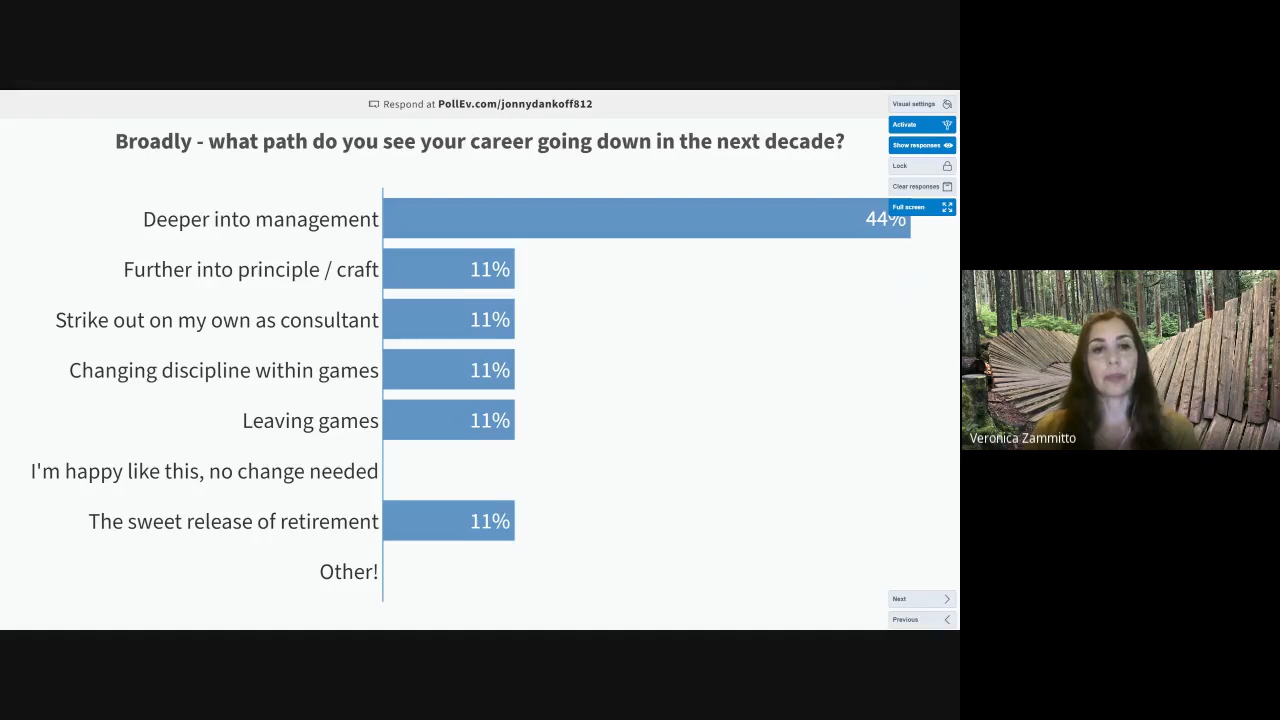 Respond at PollEv.com/jonnydankoff812
Visual settings
Broadly - what path do you see your career going down in the next decade?
Activate
Show responses
Lock
Clear responses
Full screen
Deeper into management 44%
Further into principle / craft 11%
Strike out on my own as consultant 11%
Changing discipline within games 11%
Leaving games 11%
Veronica Zammitto
I'm happy like this, no change needed
The sweet release of retirement 11%
Other!
Next
Previous